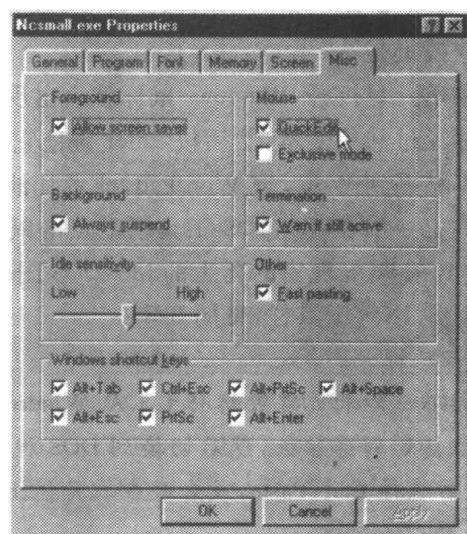 Ncsmall.exe Properties
General Program Font Memory Screen Misc
Foreground
Allow screen saver
Mouse
QuickEdit
Exclusive mode
Background
Always suspend
Termination
Warn if still active
Idle sensitivity
Low High
Other
Fast pasting
Windows shortcut keys
Alt+Tab Ctrl+Esc Alt+PrtSc Alt+Space
Alt+Esc PrtSc Alt+Enter
OK Cancel Apply